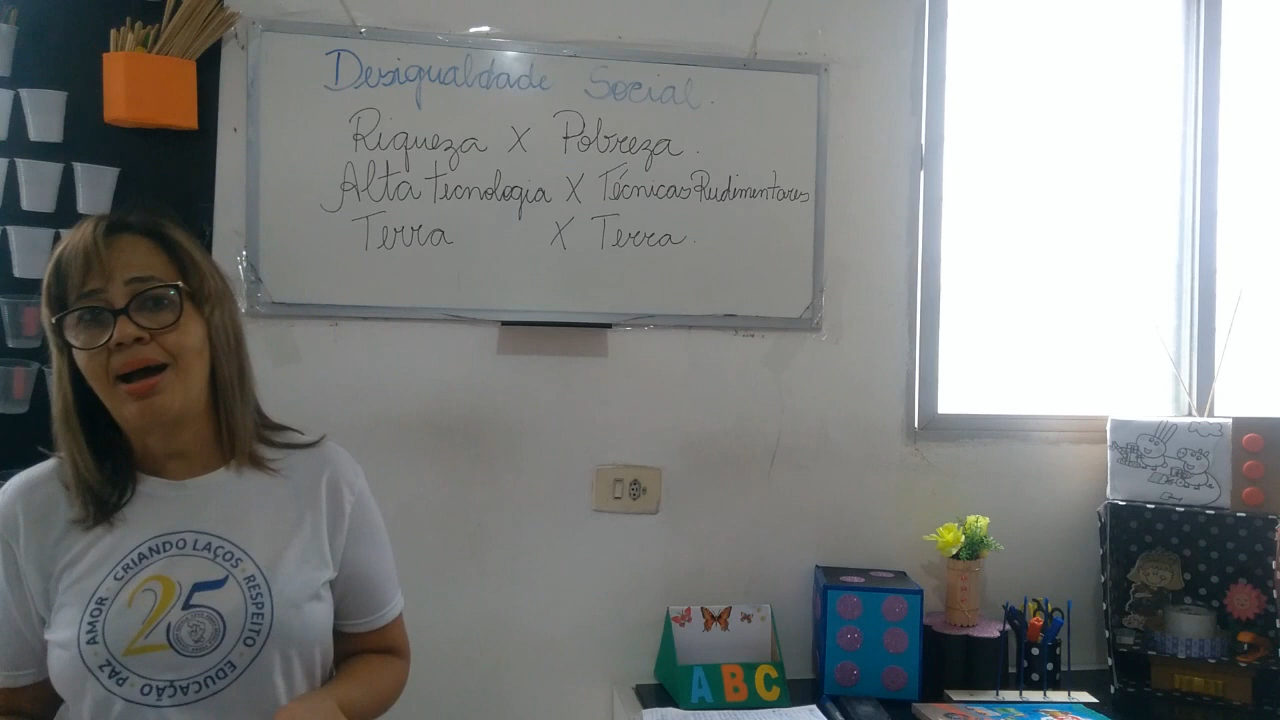 Desigualdade Social.
Riqueza X Pobreza.
Alta tecnologia X Técnicas Rudimentares
Terra X Terra.
AMOR • CRIANDO LAÇOS • RESPEITO • EDUCAÇÃO • PAZ
25
ABC